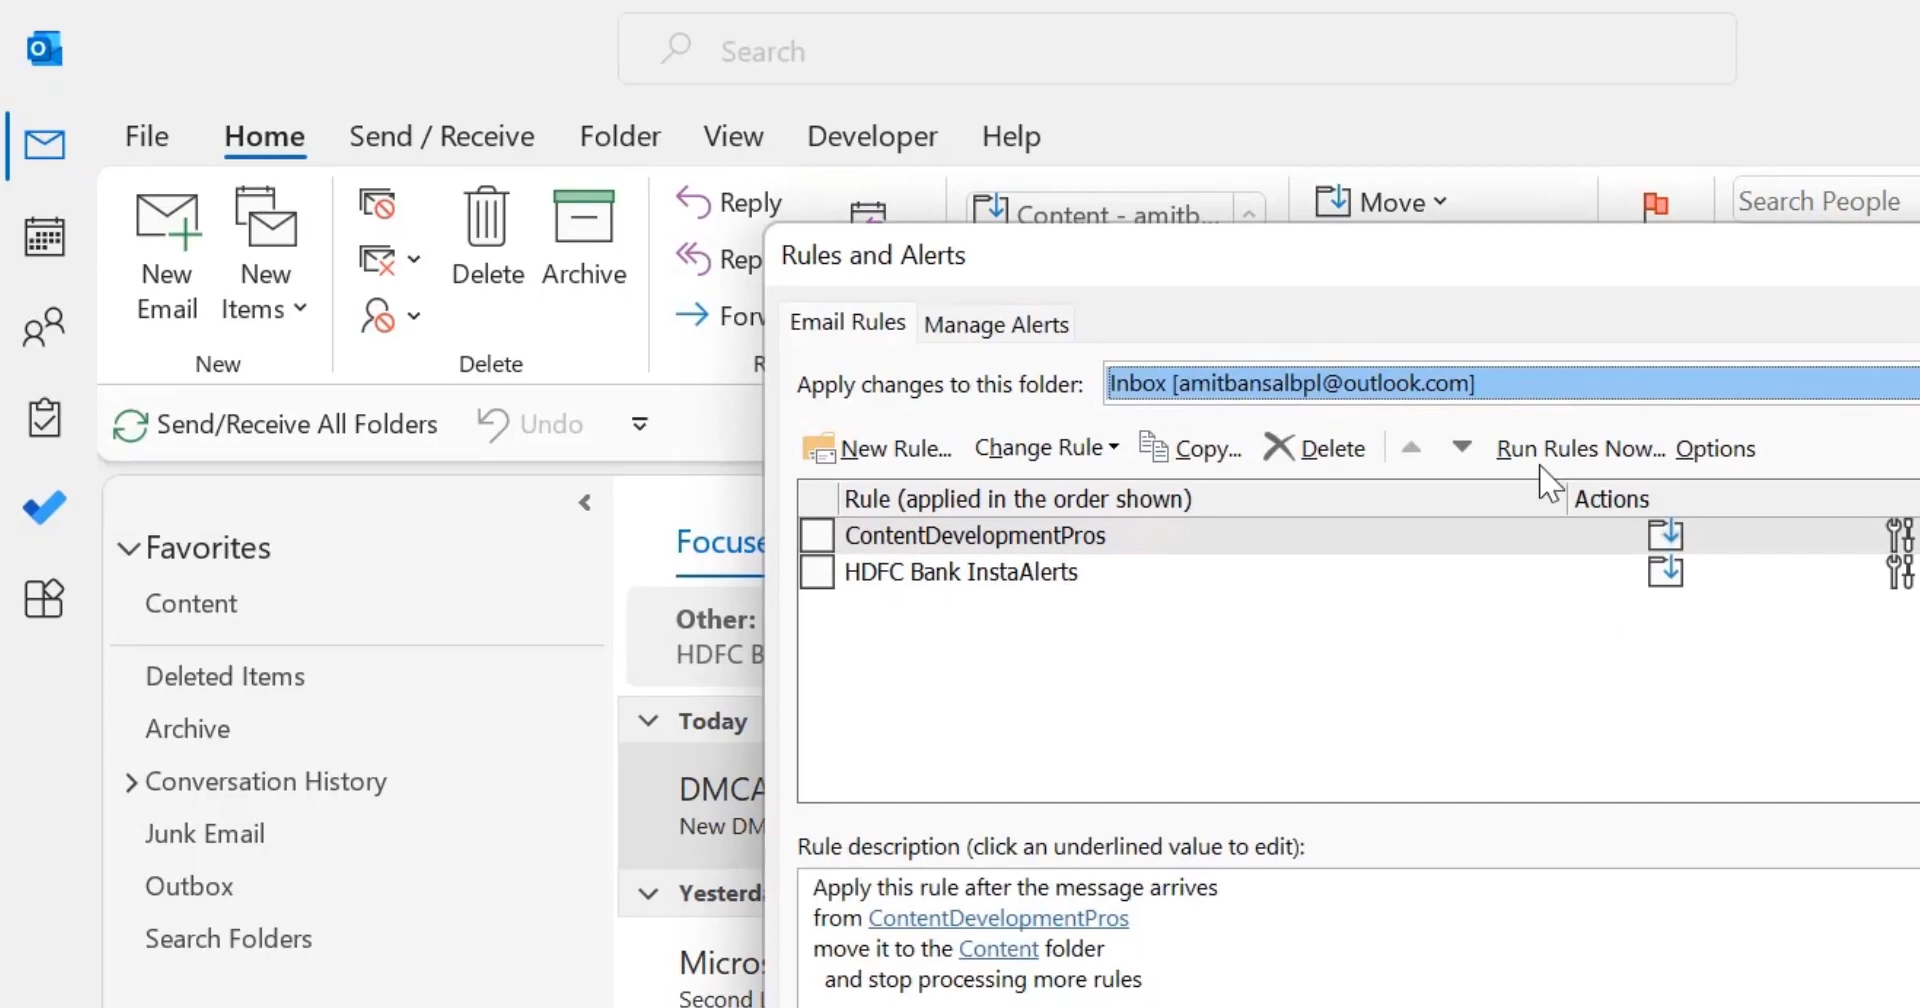 Search
File Home Send / Receive Folder View Developer Help
New Email
New Items
Delete
Archive
Reply
Content - amitb...
Move
Search People
New
Delete
Send/Receive All Folders
Undo
Rules and Alerts
Email Rules Manage Alerts
Apply changes to this folder: Inbox [amitbansalbpl@outlook.com]
New Rule... Change Rule Copy... Delete Run Rules Now... Options
Rule (applied in the order shown) Actions
ContentDevelopmentPros
HDFC Bank InstaAlerts
Rule description (click an underlined value to edit):
Apply this rule after the message arrives
from ContentDevelopmentPros
move it to the Content folder
and stop processing more rules
Favorites
Content
Deleted Items
Archive
Conversation History
Junk Email
Outbox
Search Folders
Focuse
Other:
HDFC B
Today
DMCA
New DM
Yesterd
Micros
Second